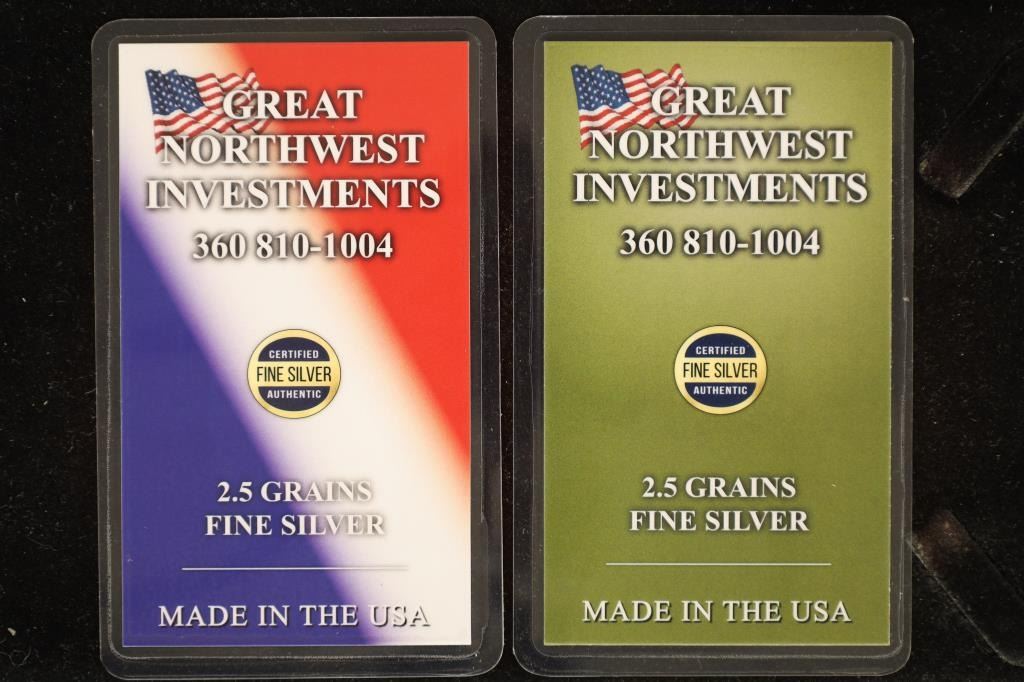 GREAT
NORTHWEST
INVESTMENTS
360 810-1004
CERTIFIED
FINE SILVER
AUTHENTIC
2.5 GRAINS
FINE SILVER
MADE IN THE USA
GREAT
NORTHWEST
INVESTMENTS
360 810-1004
CERTIFIED
FINE SILVER
AUTHENTIC
2.5 GRAINS
FINE SILVER
MADE IN THE USA